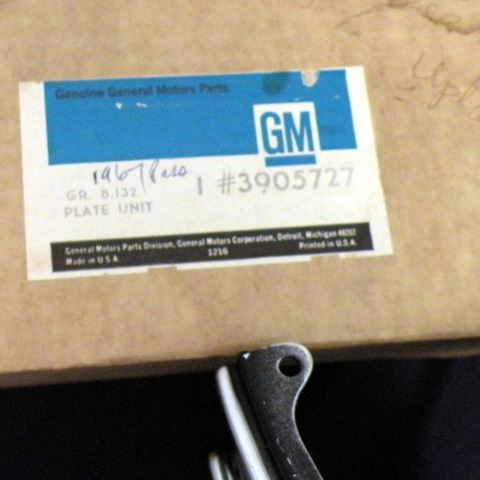 Genuine General Motors Parts
GM
1967
GR. 8.132
1 #3905727
PLATE UNIT
General Motors Parts Division, General Motors Corporation, Detroit, Michigan 48202
Made in U S A
1216
Printed in U.S.A.